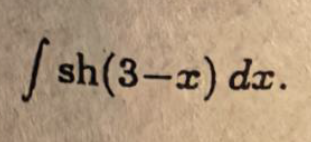 ∫ sh(3−x) dx.